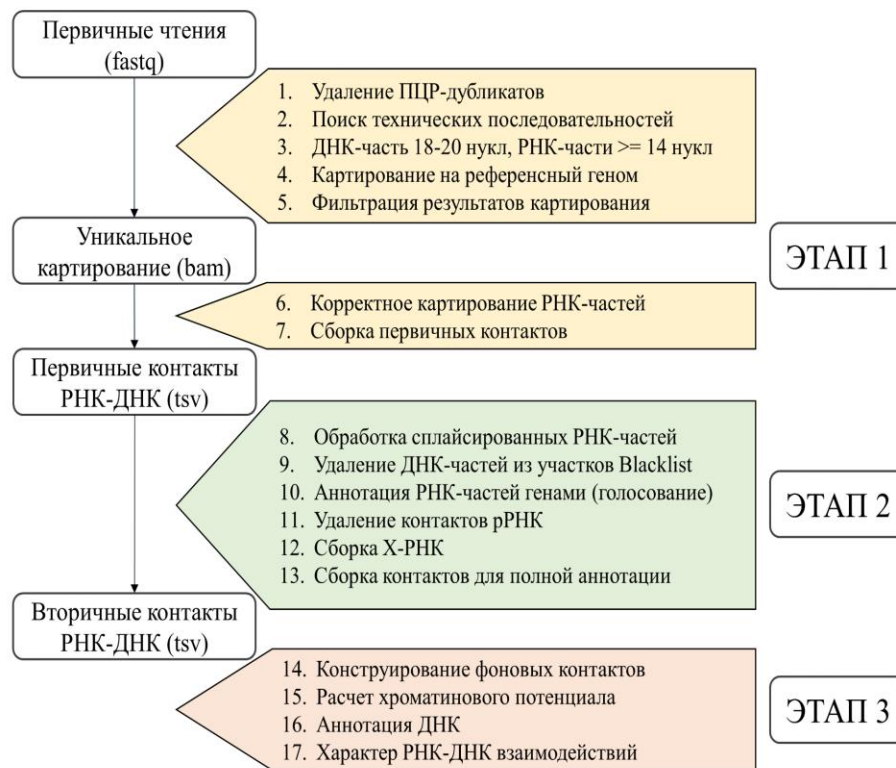 Первичные чтения
(fastq)
1. Удаление ПЦР-дубликатов
2. Поиск технических последовательностей
3. ДНК-часть 18-20 нукл, РНК-части >= 14 нукл
4. Картирование на референсный геном
5. Фильтрация результатов картирования
Уникальное
картирование (bam)
ЭТАП 1
6. Корректное картирование РНК-частей
7. Сборка первичных контактов
Первичные контакты
РНК-ДНК (tsv)
8. Обработка сплайсированных РНК-частей
9. Удаление ДНК-частей из участков Blacklist
10. Аннотация РНК-частей генами (голосование)
11. Удаление контактов рРНК
12. Сборка X-РНК
13. Сборка контактов для полной аннотации
ЭТАП 2
Вторичные контакты
РНК-ДНК (tsv)
14. Конструирование фоновых контактов
15. Расчет хроматинового потенциала
16. Аннотация ДНК
17. Характер РНК-ДНК взаимодействий
ЭТАП 3